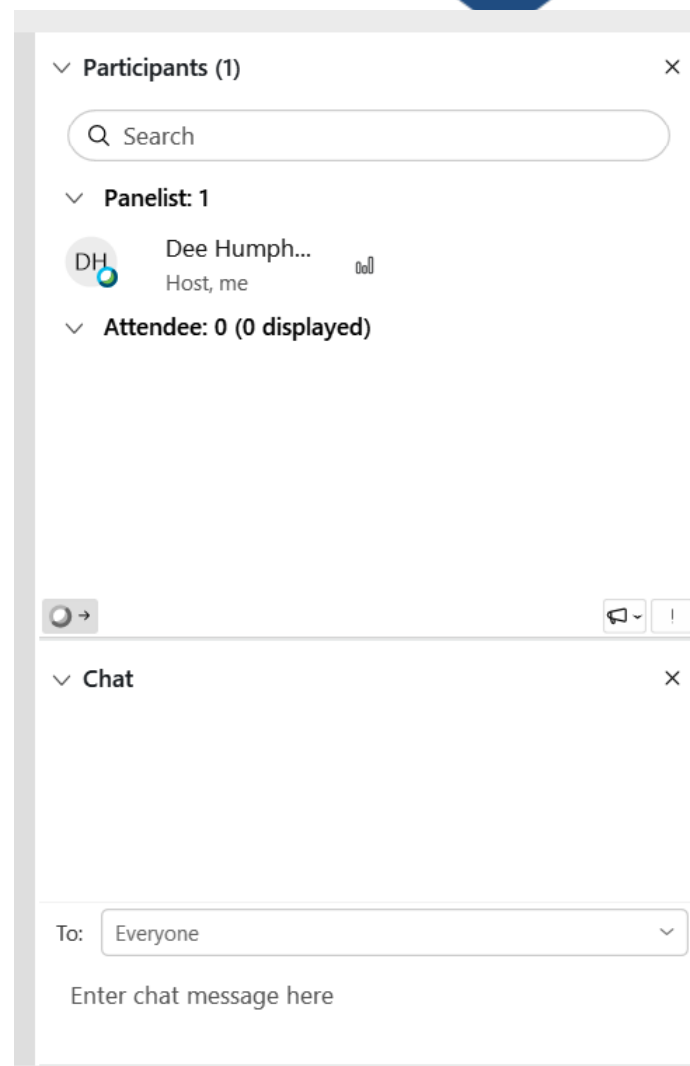 Participants (1)
Search
Panelist: 1
DH
Dee Humph...
Host, me
Attendee: 0 (0 displayed)
Chat
To: Everyone
Enter chat message here